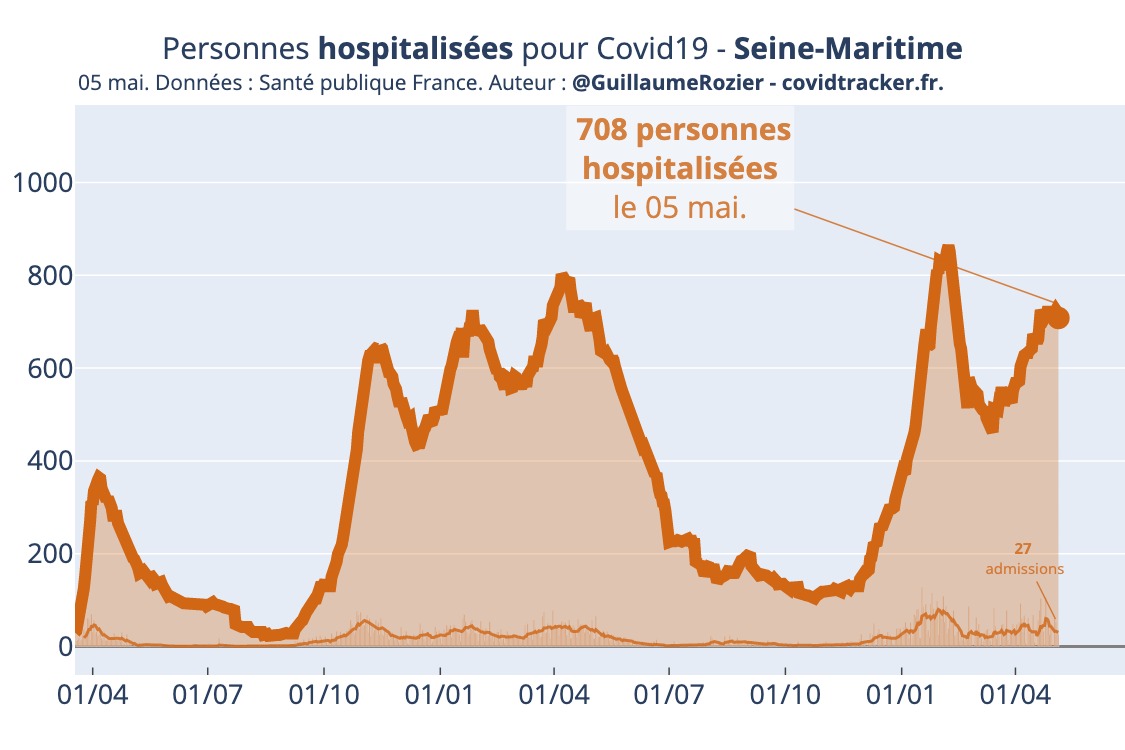 Personnes hospitalisées pour Covid19 - Seine-Maritime
05 mai. Données : Santé publique France. Auteur : @GuillaumeRozier - covidtracker.fr.
708 personnes
hospitalisées
le 05 mai.
1000
800
600
400
200
0
27
admissions
01/04 01/07 01/10 01/01 01/04 01/07 01/10 01/01 01/04